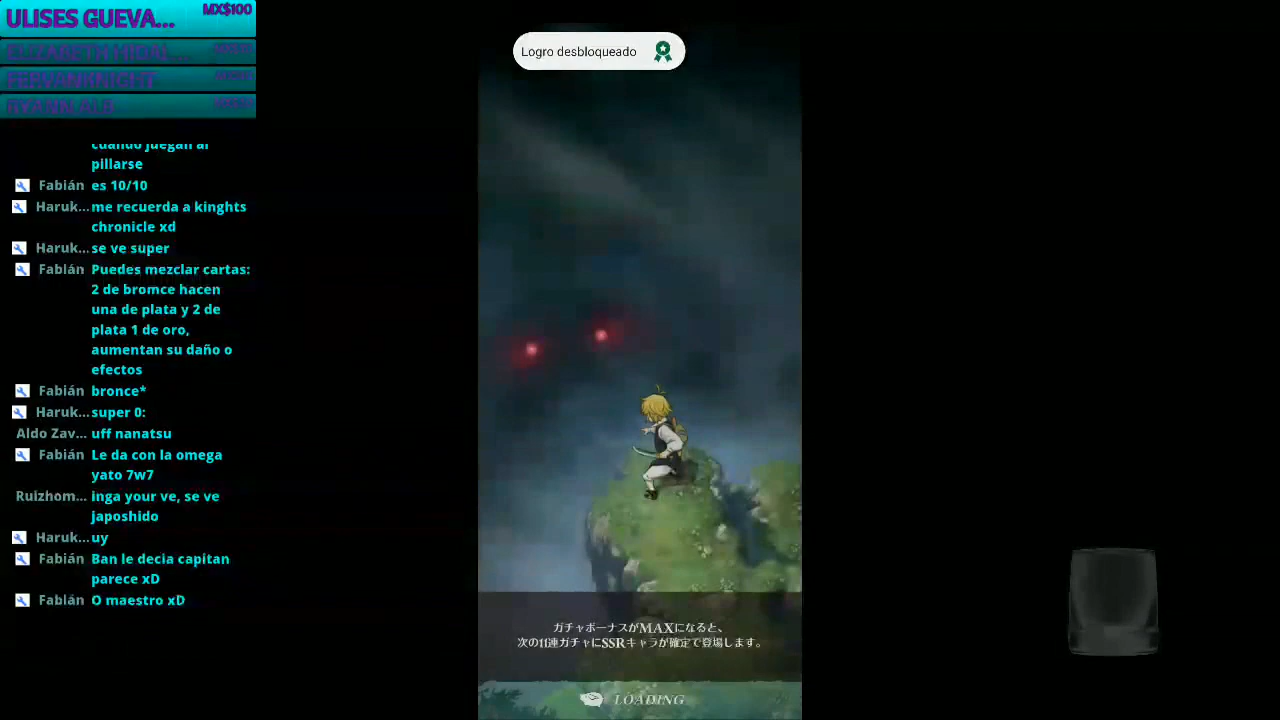 ULISES GUEVA...
MX$100
ELIZABETH HIDAL...
FERVANKNIGHT
RYANN ALB
cuando juegan al
pillarse
Fabián es 10/10
Haruk... me recuerda a kinghts
chronicle xd
Haruk... se ve super
Fabián Puedes mezclar cartas:
2 de bromce hacen
una de plata y 2 de
plata 1 de oro,
aumentan su daño o
efectos
Fabián bronce*
Haruk... super 0:
Aldo Zav... uff nanatsu
Fabián Le da con la omega
yato 7w7
Ruizhom... inga your ve, se ve
japoshido
Haruk... uy
Fabián Ban le decia capitan
parece xD
Fabián O maestro xD
Logro desbloqueado
ガチャボーナスがMAXになると、
次の11連ガチャにSSRキャラが確定で登場します。
LOADING